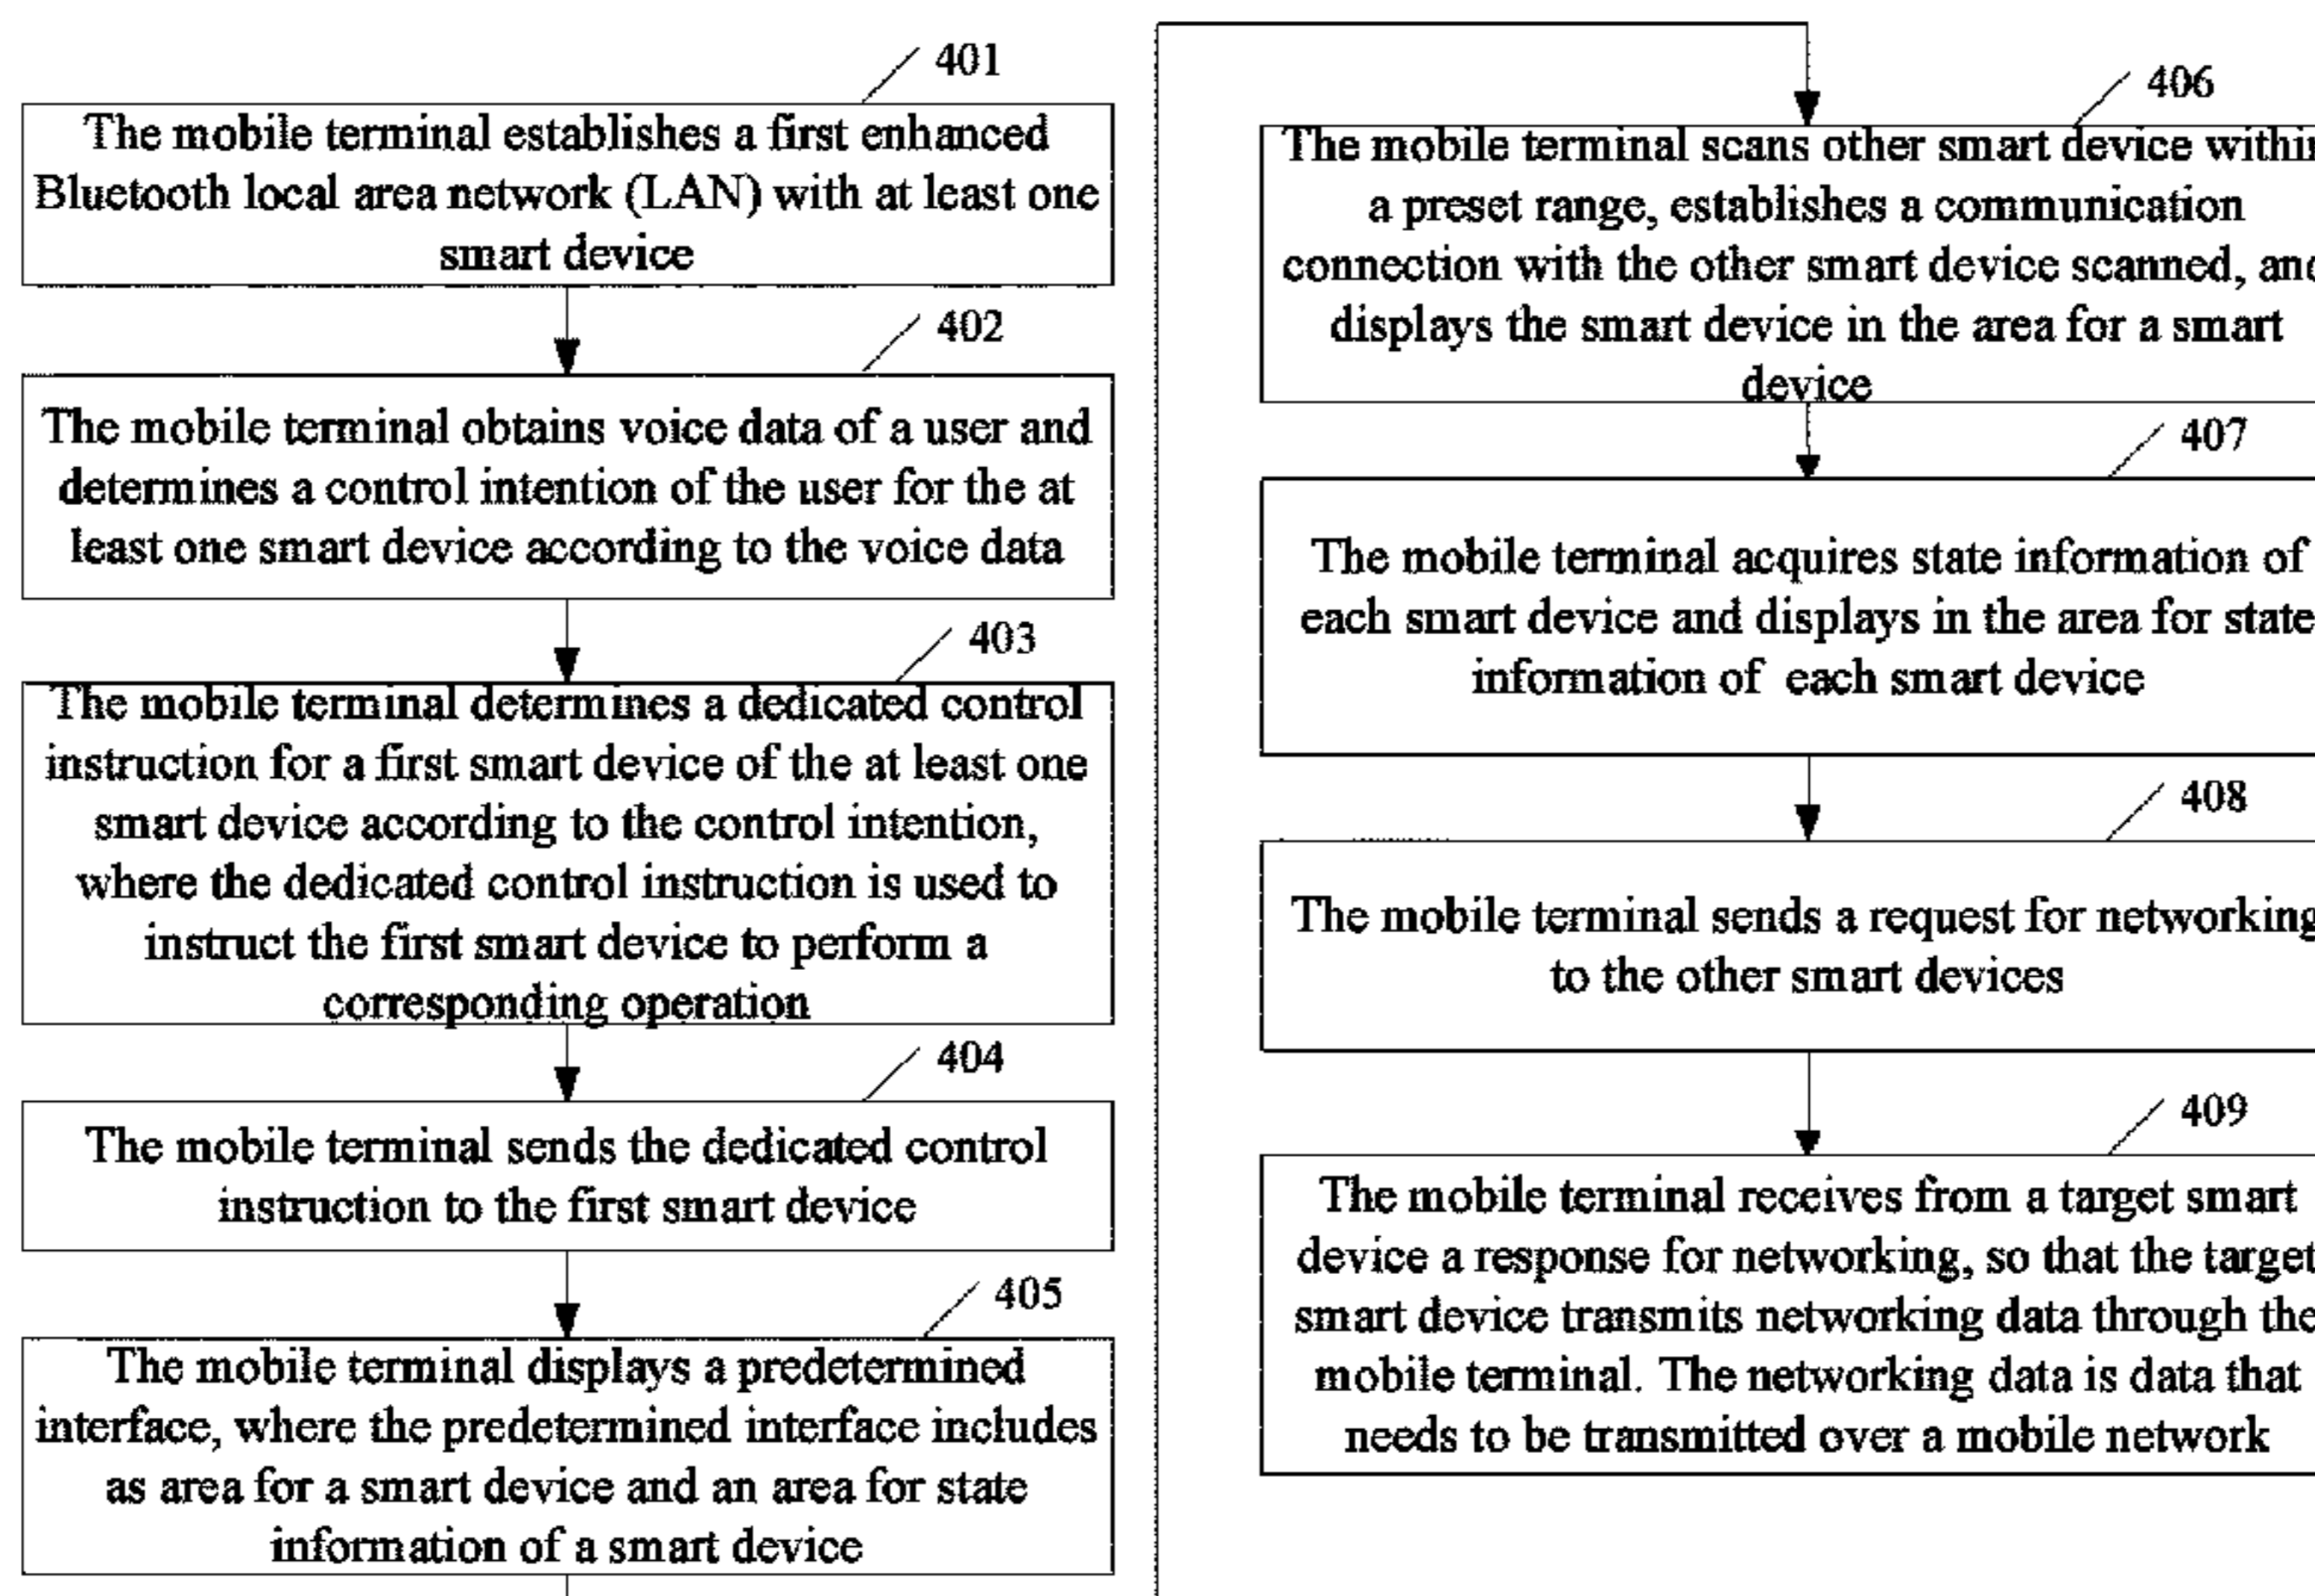 401
The mobile terminal establishes a first enhanced
Bluetooth local area network (LAN) with at least one
smart device
402
The mobile terminal obtains voice data of a user and
determines a control intention of the user for the at
least one smart device according to the voice data
403
The mobile terminal determines a dedicated control
instruction for a first smart device of the at least one
smart device according to the control intention,
where the dedicated control instruction is used to
instruct the first smart device to perform a
corresponding operation
404
The mobile terminal sends the dedicated control
instruction to the first smart device
405
The mobile terminal displays a predetermined
interface, where the predetermined interface includes
as area for a smart device and an area for state
information of a smart device
406
The mobile terminal scans other smart device within
a preset range, establishes a communication
connection with the other smart device scanned, and
displays the smart device in the area for a smart
device
407
The mobile terminal acquires state information of
each smart device and displays in the area for state
information of each smart device
408
The mobile terminal sends a request for networking
to the other smart devices
409
The mobile terminal receives from a target smart
device a response for networking, so that the target
smart device transmits networking data through the
mobile terminal. The networking data is data that
needs to be transmitted over a mobile network